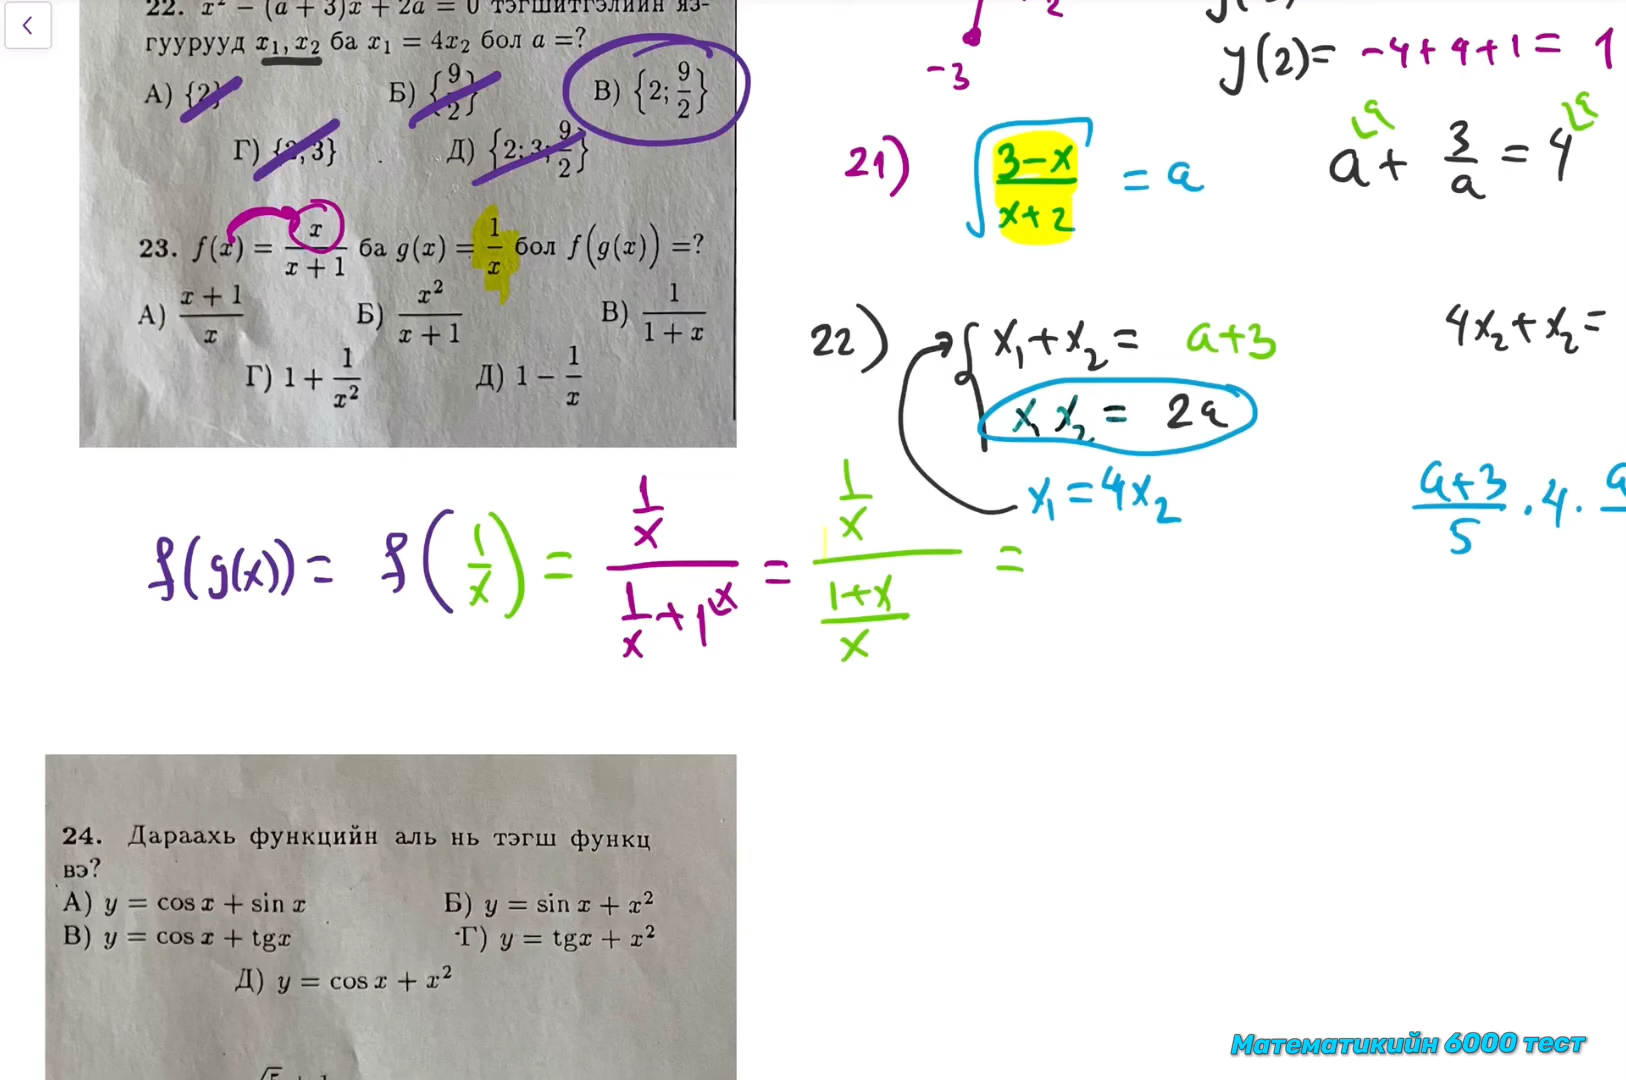 22. x² − (a + 3)x + 2a = 0 тэгшитгэлийн яз-
гуурууд x₁, x₂ ба x₁ = 4x₂ бол a =?
А) {2} Б) {9/2} В) {2; 9/2}
Г) {2; 3} Д) {2; 3; 9/2}
23. f(x) = x/(x + 1) ба g(x) = 1/x бол f(g(x)) =?
А) (x + 1)/x Б) x²/(x + 1) В) 1/(1 + x)
Г) 1 + 1/x² Д) 1 − 1/x
f(g(x)) = f(1/x) = (1/x)/(1/x + 1⌞x) = (1/x)/((1+x)/x) =
24. Дараахь функцийн аль нь тэгш функц
вэ?
А) y = cos x + sin x Б) y = sin x + x²
В) y = cos x + tgx Г) y = tgx + x²
Д) y = cos x + x²
-3
y(2) = -4+4+1 = 1
21) √((3-x)/(x+2)) = a
a⌞a + 3/a = 4⌞a
22) x₁+x₂ = a+3
x₁x₂ = 2a
x₁ = 4x₂
4x₂+x₂=
(a+3)/5 · 4 ·
Математикийн 6000 тест